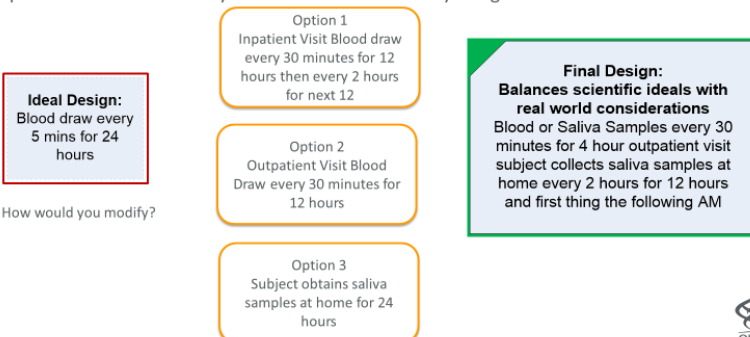 Option 1
Inpatient Visit Blood draw
every 30 minutes for 12
hours then every 2 hours
for next 12
Ideal Design:
Blood draw every
5 mins for 24
hours
How would you modify?
Option 2
Outpatient Visit Blood
Draw every 30 minutes for
12 hours
Option 3
Subject obtains saliva
samples at home for 24
hours
Final Design:
Balances scientific ideals with
real world considerations
Blood or Saliva Samples every 30
minutes for 4 hour outpatient visit
subject collects saliva samples at
home every 2 hours for 12 hours
and first thing the following AM